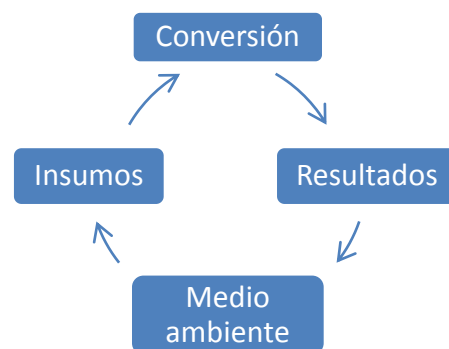 Conversión
Insumos
Resultados
Medio
ambiente